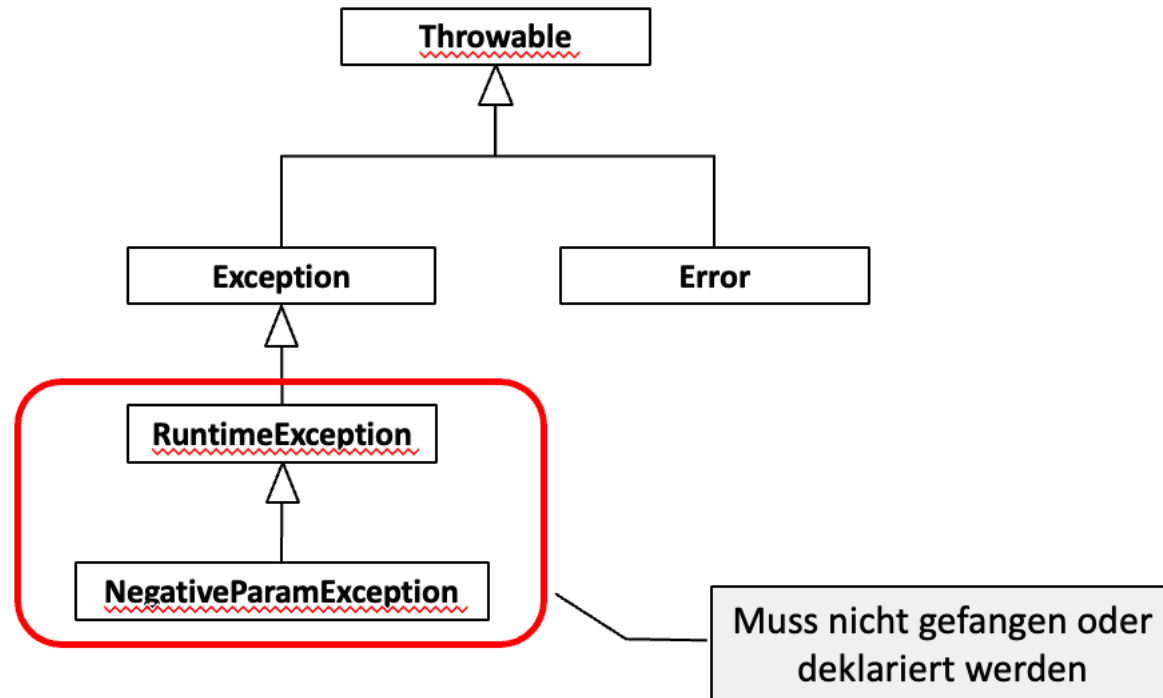 Throwable
Exception
Error
RuntimeException
NegativeParamException
Muss nicht gefangen oder
deklariert werden